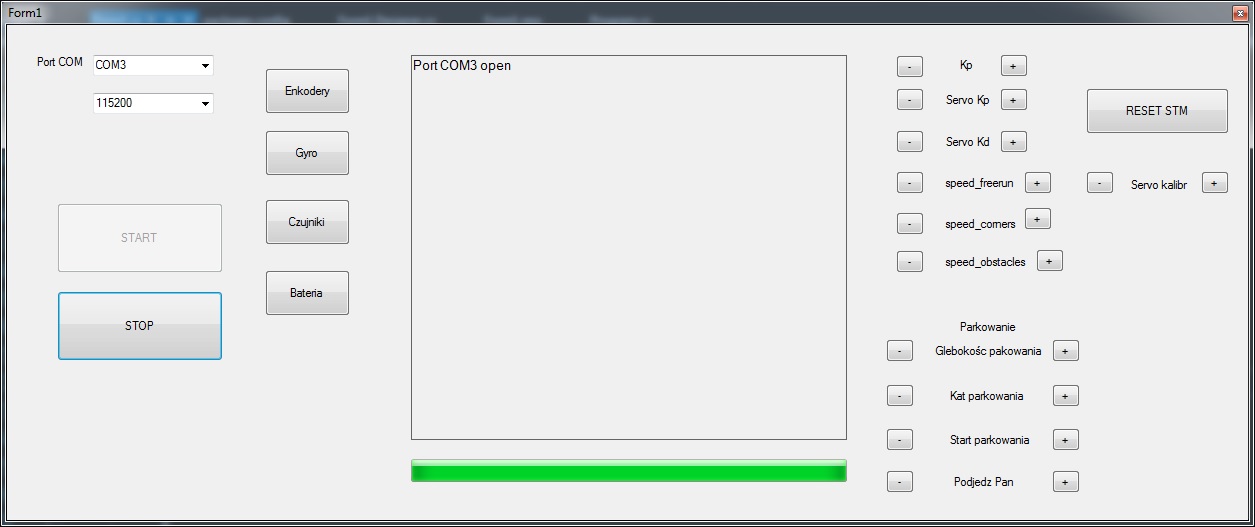 Form1
Port COM COM3
115200
START
STOP
Enkodery
Gyro
Czujniki
Bateria
Port COM3 open
- Kp +
- Servo Kp +
- Servo Kd +
- speed_freerun +
- speed_corners +
- speed_obstacles +
RESET STM
- Servo kalibr +
Parkowanie
- Glebokośc pakowania +
- Kat parkowania +
- Start parkowania +
- Podjedz Pan +